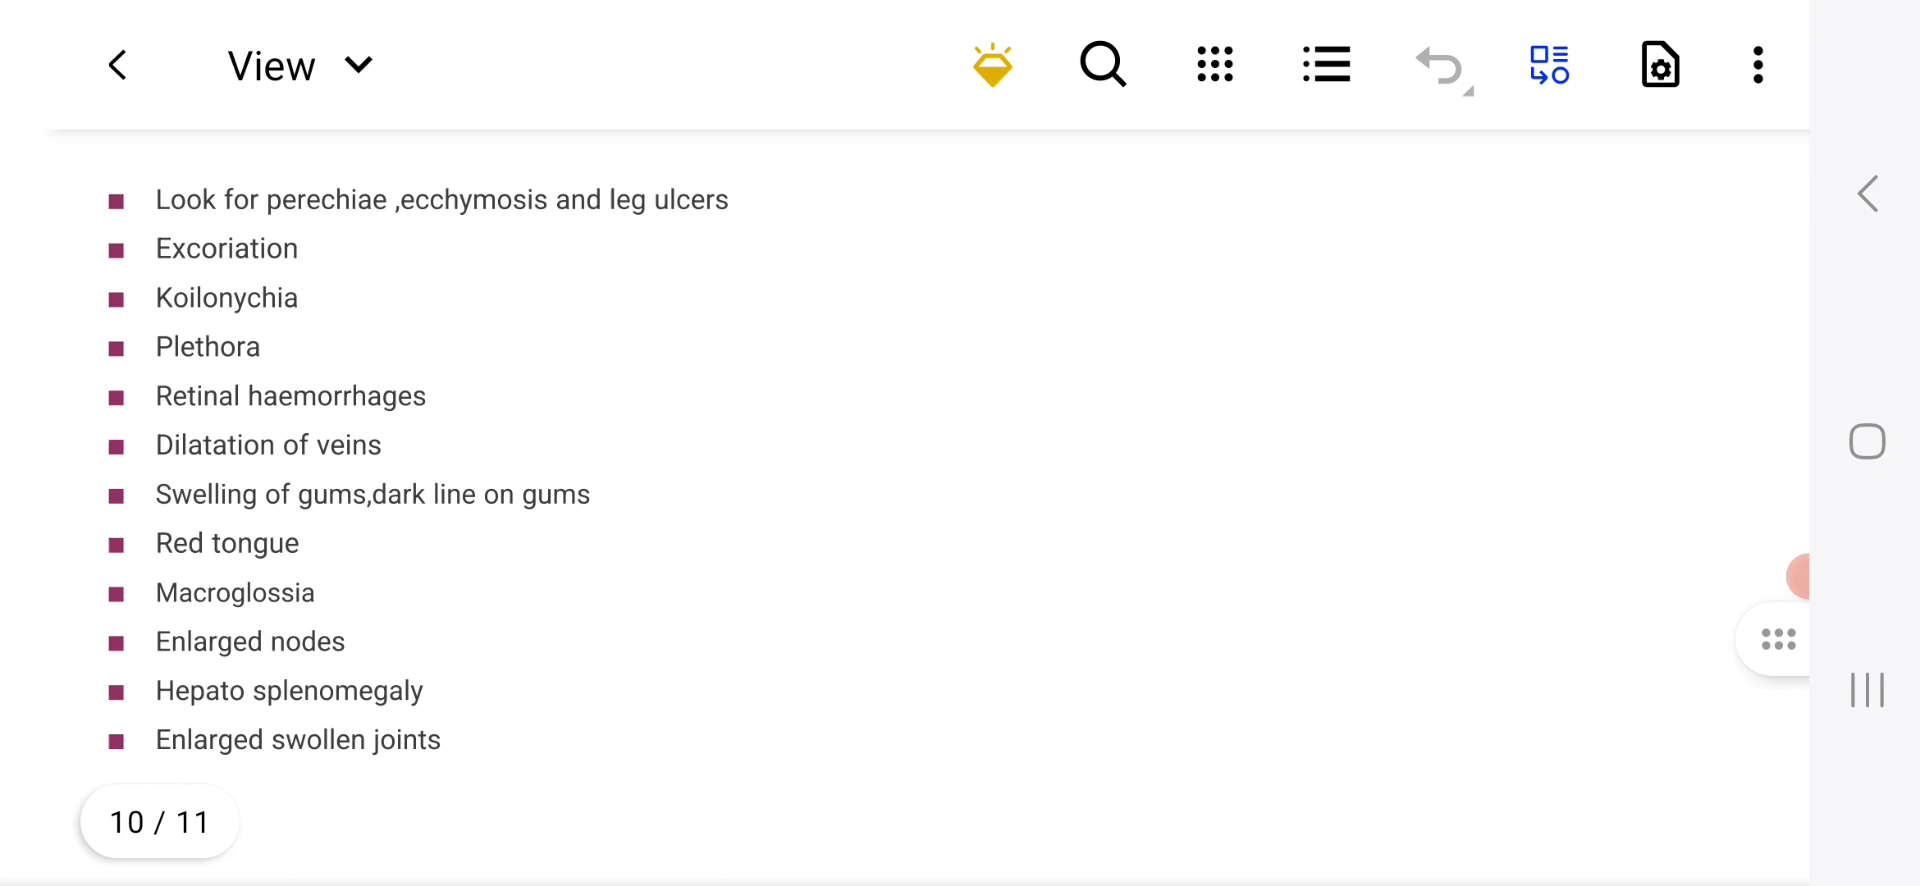 View
Look for perechiae ,ecchymosis and leg ulcers
Excoriation
Koilonychia
Plethora
Retinal haemorrhages
Dilatation of veins
Swelling of gums,dark line on gums
Red tongue
Macroglossia
Enlarged nodes
Hepato splenomegaly
Enlarged swollen joints
10 / 11